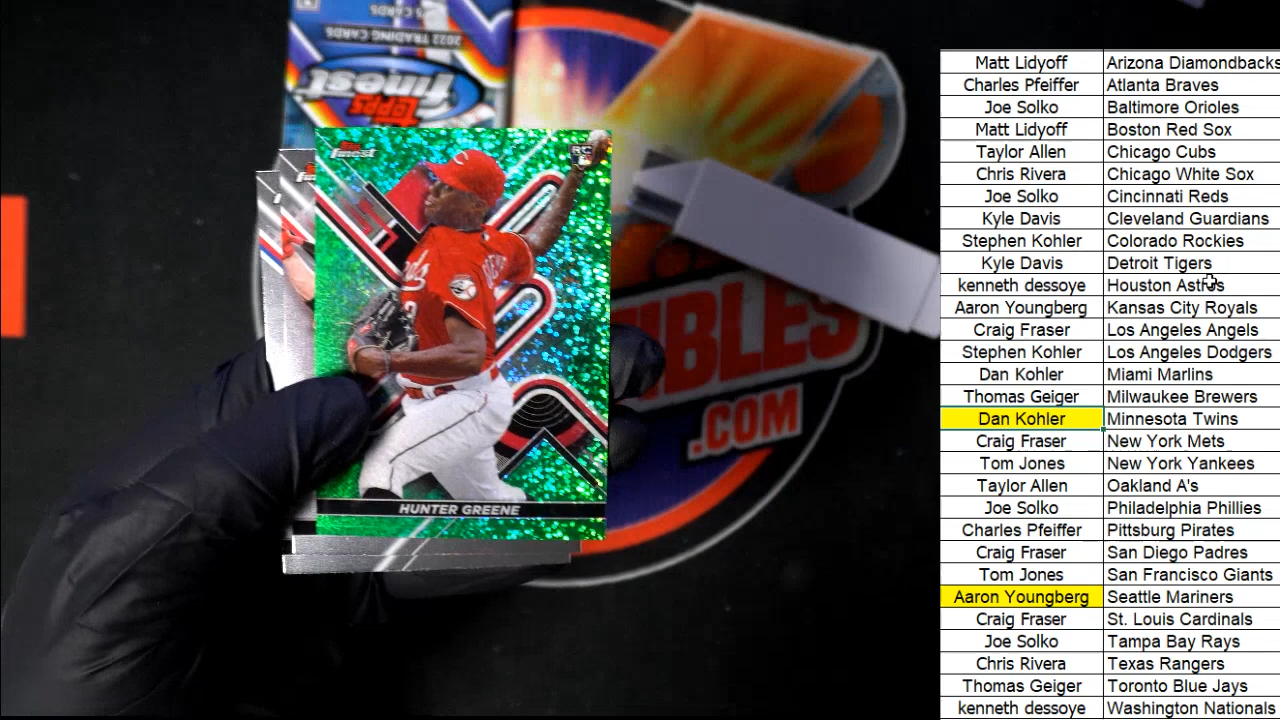 5 CARDS
2022 TRADING CARDS
Topps
finest
Topps
finest
RC
HUNTER GREENE
IBLES
.COM
Matt Lidyoff Arizona Diamondbacks
Charles Pfeiffer Atlanta Braves
Joe Solko Baltimore Orioles
Matt Lidyoff Boston Red Sox
Taylor Allen Chicago Cubs
Chris Rivera Chicago White Sox
Joe Solko Cincinnati Reds
Kyle Davis Cleveland Guardians
Stephen Kohler Colorado Rockies
Kyle Davis Detroit Tigers
kenneth dessoye Houston Astros
Aaron Youngberg Kansas City Royals
Craig Fraser Los Angeles Angels
Stephen Kohler Los Angeles Dodgers
Dan Kohler Miami Marlins
Thomas Geiger Milwaukee Brewers
Dan Kohler Minnesota Twins
Craig Fraser New York Mets
Tom Jones New York Yankees
Taylor Allen Oakland A's
Joe Solko Philadelphia Phillies
Charles Pfeiffer Pittsburg Pirates
Craig Fraser San Diego Padres
Tom Jones San Francisco Giants
Aaron Youngberg Seattle Mariners
Craig Fraser St. Louis Cardinals
Joe Solko Tampa Bay Rays
Chris Rivera Texas Rangers
Thomas Geiger Toronto Blue Jays
kenneth dessoye Washington Nationals